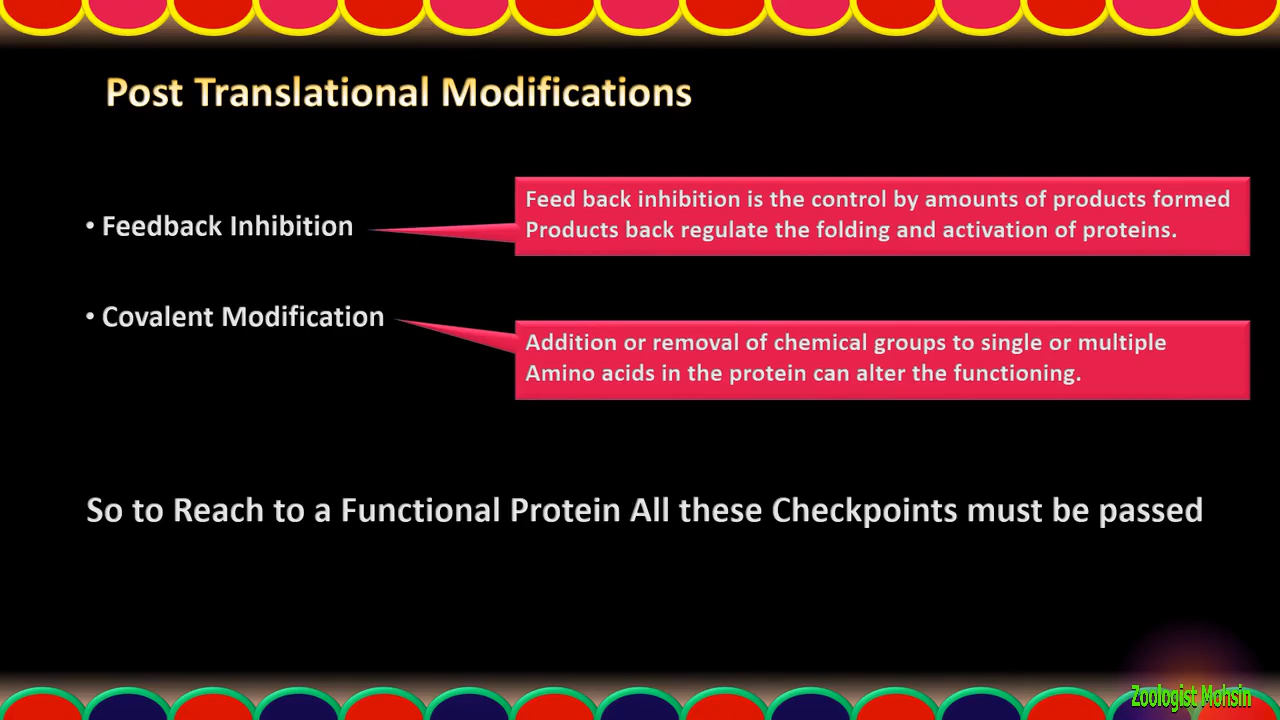 Post Translational Modifications
• Feedback Inhibition
Feed back inhibition is the control by amounts of products formed
Products back regulate the folding and activation of proteins.
• Covalent Modification
Addition or removal of chemical groups to single or multiple
Amino acids in the protein can alter the functioning.
So to Reach to a Functional Protein All these Checkpoints must be passed
Zoologist Mohsin